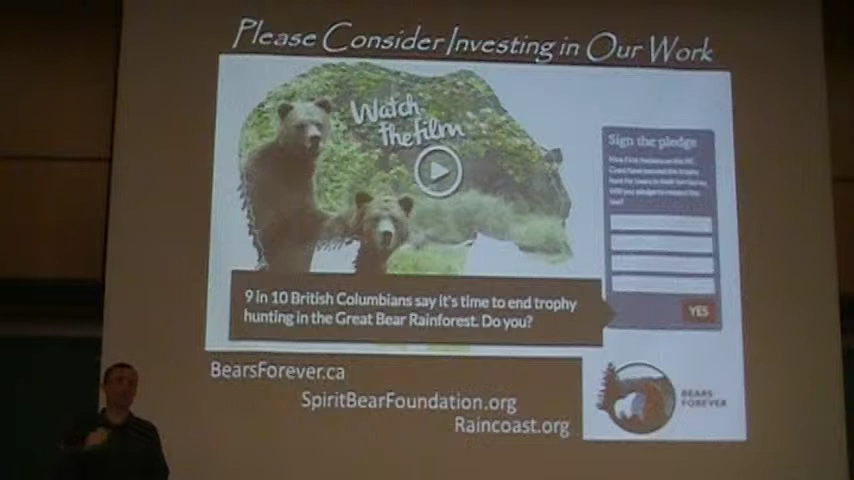 Please Consider Investing in Our Work
Watch
the film
Sign the pledge
YES
9 in 10 British Columbians say it's time to end trophy
hunting in the Great Bear Rainforest. Do you?
BearsForever.ca
SpiritBearFoundation.org
Raincoast.org
BEARS
FOREVER